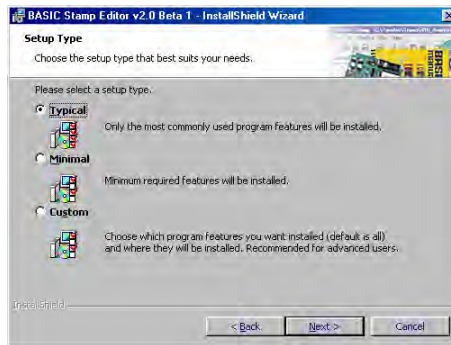 BASIC Stamp Editor v2.0 Beta 1 - InstallShield Wizard
Setup Type
Choose the setup type that best suits your needs.
Please select a setup type.
Typical
Only the most commonly used program features will be installed.
Minimal
Minimum required features will be installed.
Custom
Choose which program features you want installed (default is all)
and where they will be installed. Recommended for advanced users.
InstallShield
< Back
Next >
Cancel